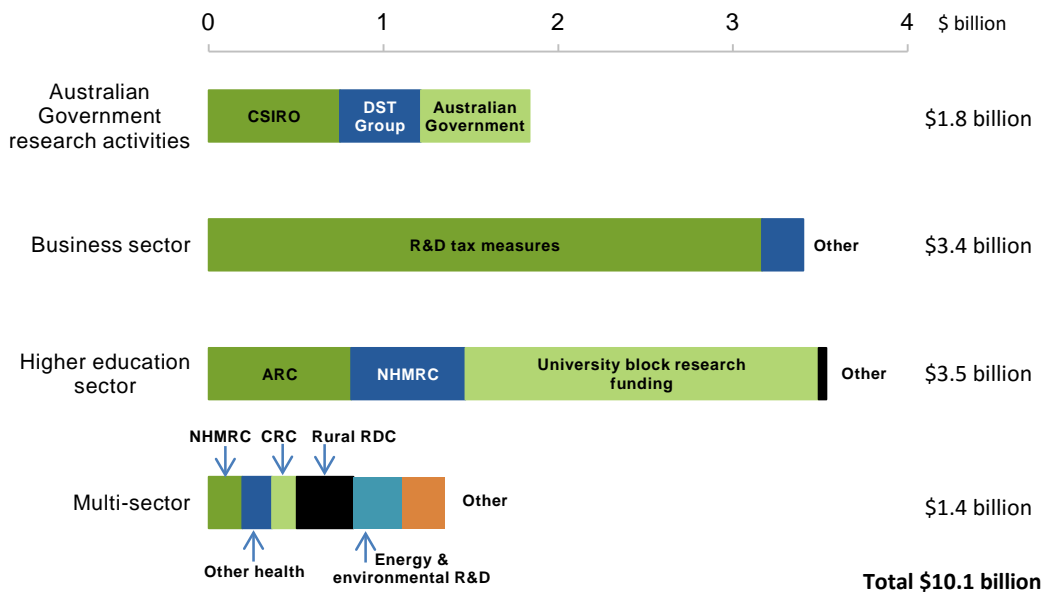 0 1 2 3 4 $ billion
Australian
Government
research activities
CSIRO
DST
Group
Australian
Government
$1.8 billion
Business sector
R&D tax measures
Other
$3.4 billion
Higher education
sector
ARC
NHMRC
University block research
funding
Other
$3.5 billion
NHMRC CRC Rural RDC
Multi-sector
Other
$1.4 billion
Other health
Energy &
environmental R&D
Total $10.1 billion